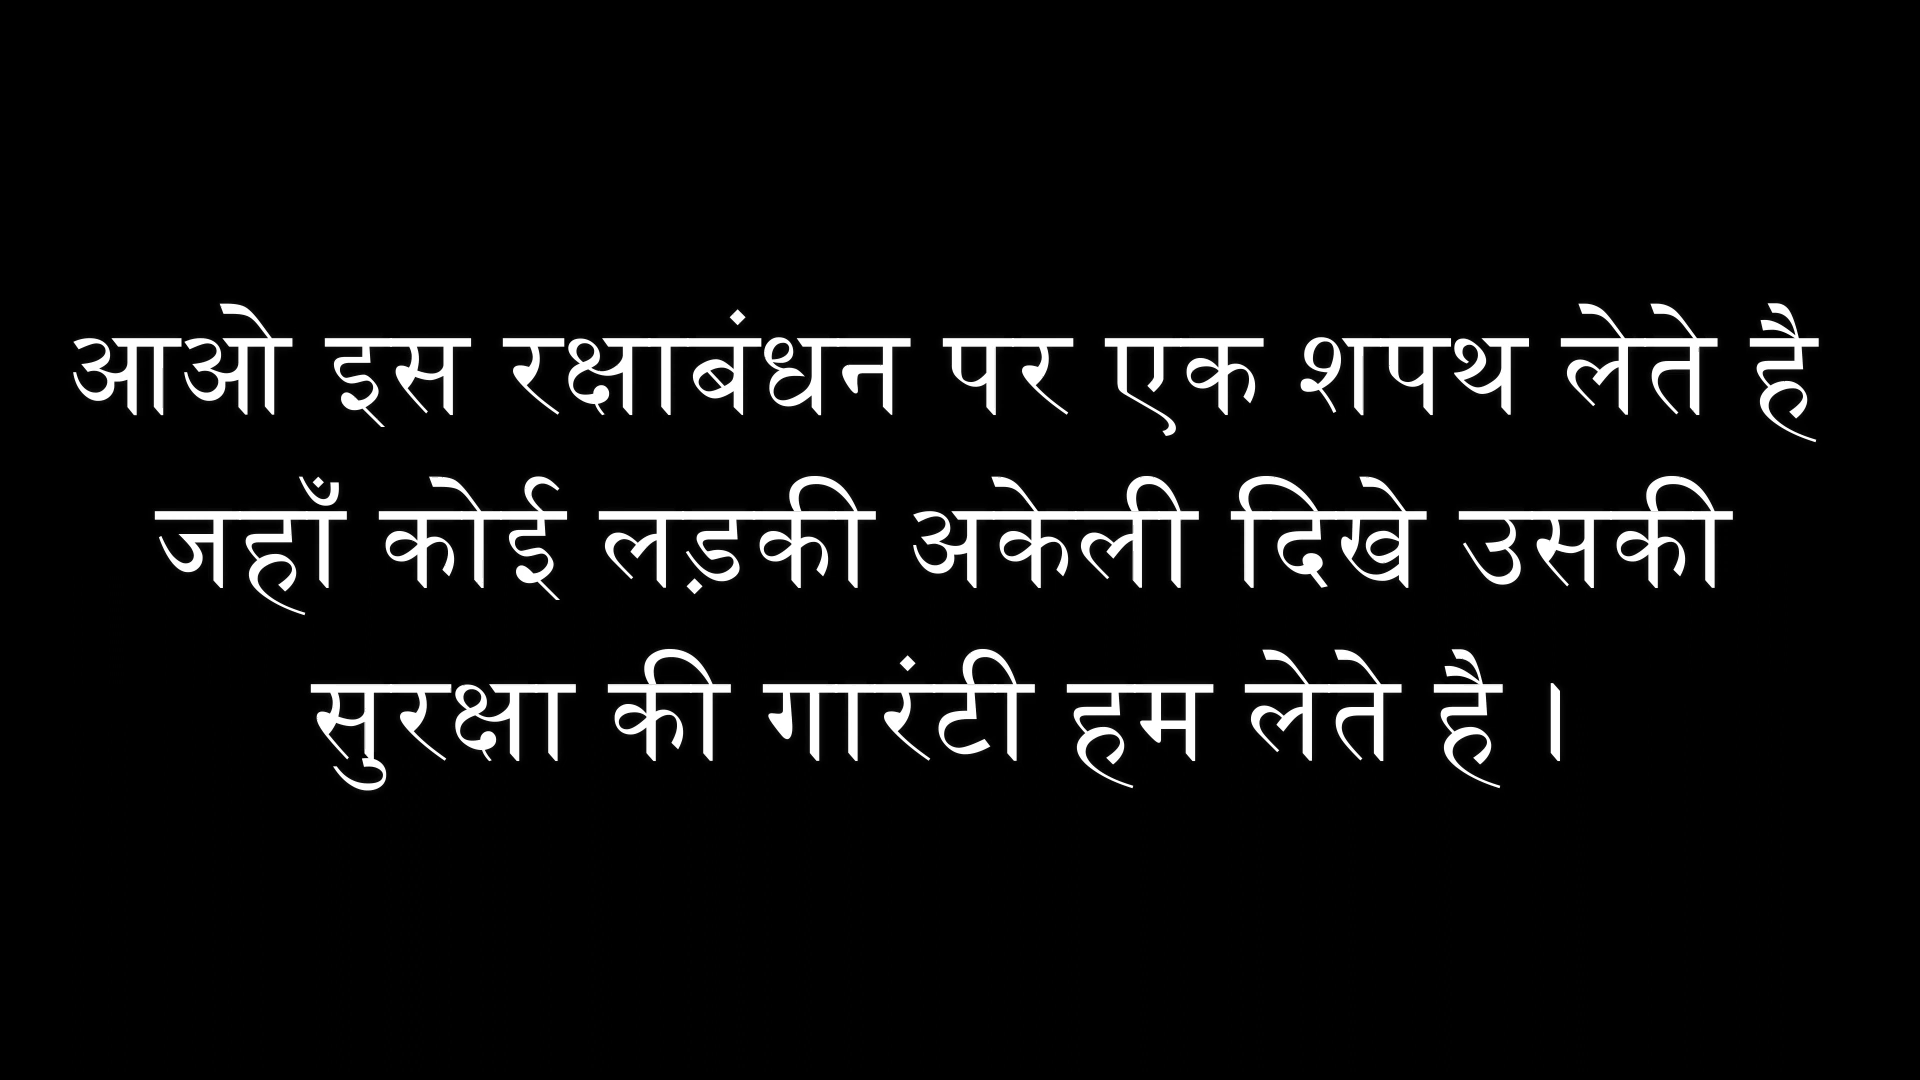 आओ इस रक्षाबंधन पर एक शपथ लेते है
जहाँ कोई लड़की अकेली दिखे उसकी
सुरक्षा की गारंटी हम लेते है ।